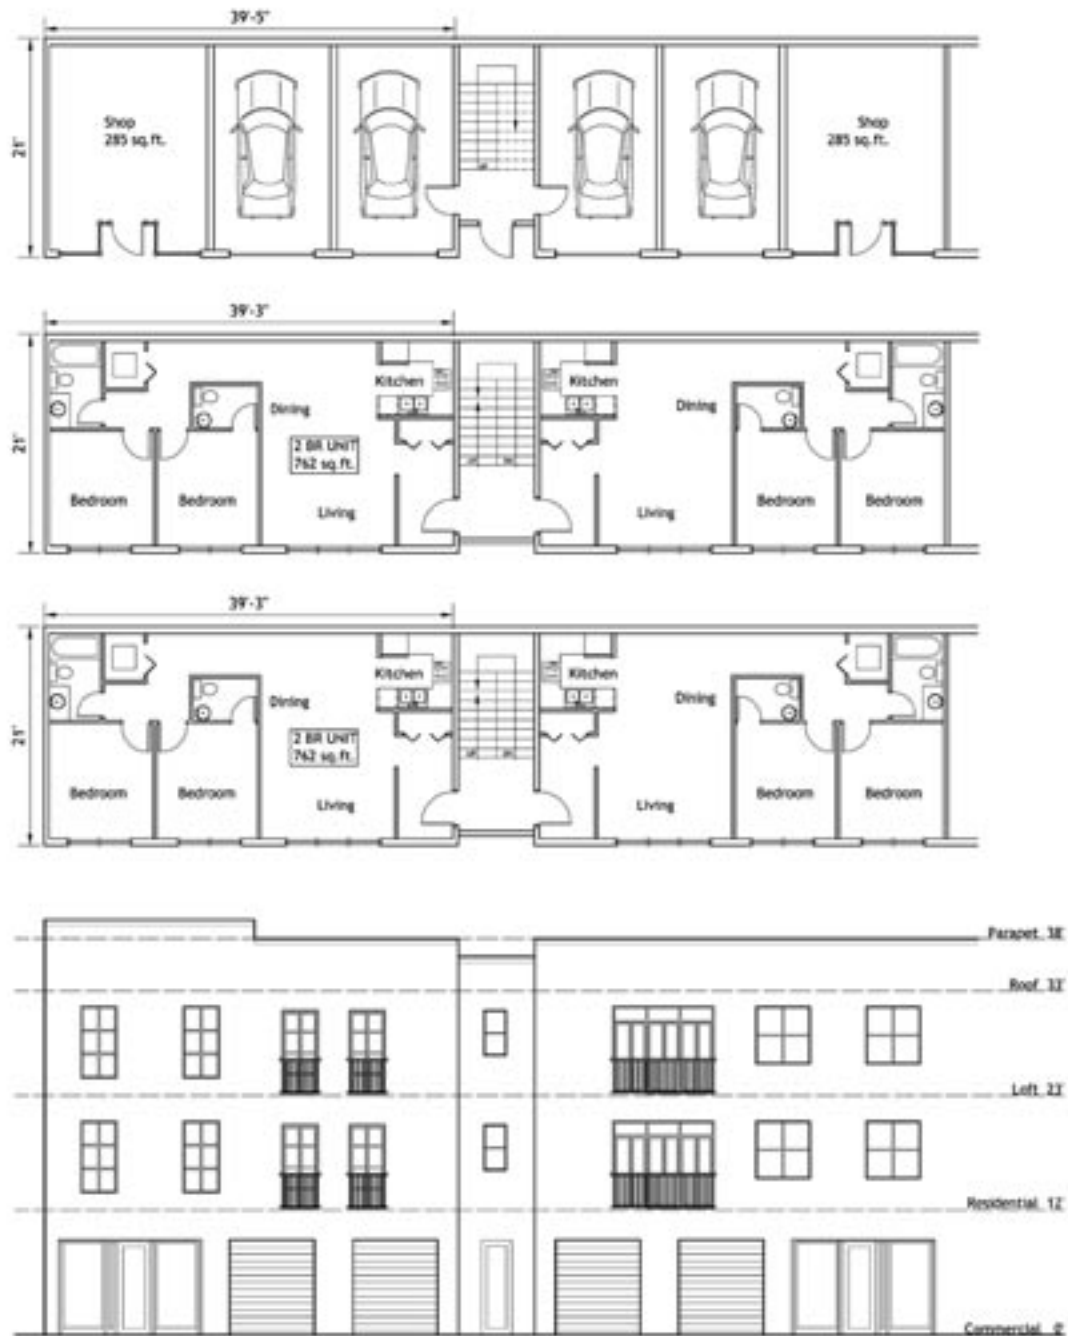 39'-5"
21'
Shop
285 sq.ft.
Shop
285 sq.ft.
39'-3"
21'
Kitchen
Kitchen
Dining
Dining
2 BR UNIT
762 sq.ft.
Bedroom
Bedroom
Living
Living
Bedroom
Bedroom
39'-3"
21'
Kitchen
Kitchen
Dining
Dining
2 BR UNIT
762 sq.ft.
Bedroom
Bedroom
Living
Living
Bedroom
Bedroom
Parapet 38'
Roof 33'
Loft 23'
Residential 12'
Commercial 0'